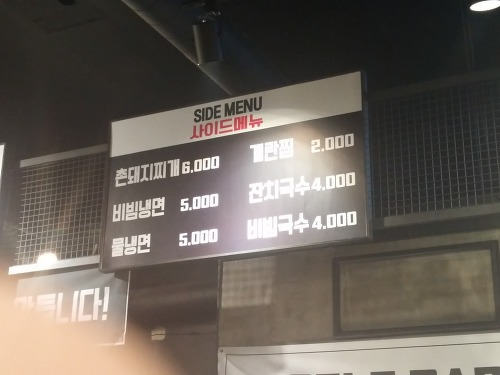 SIDE MENU
사이드메뉴
촌돼지찌개 6,000
비빔냉면 5,000
물냉면 5,000
계란찜 2,000
잔치국수 4,000
비빔국수 4,000